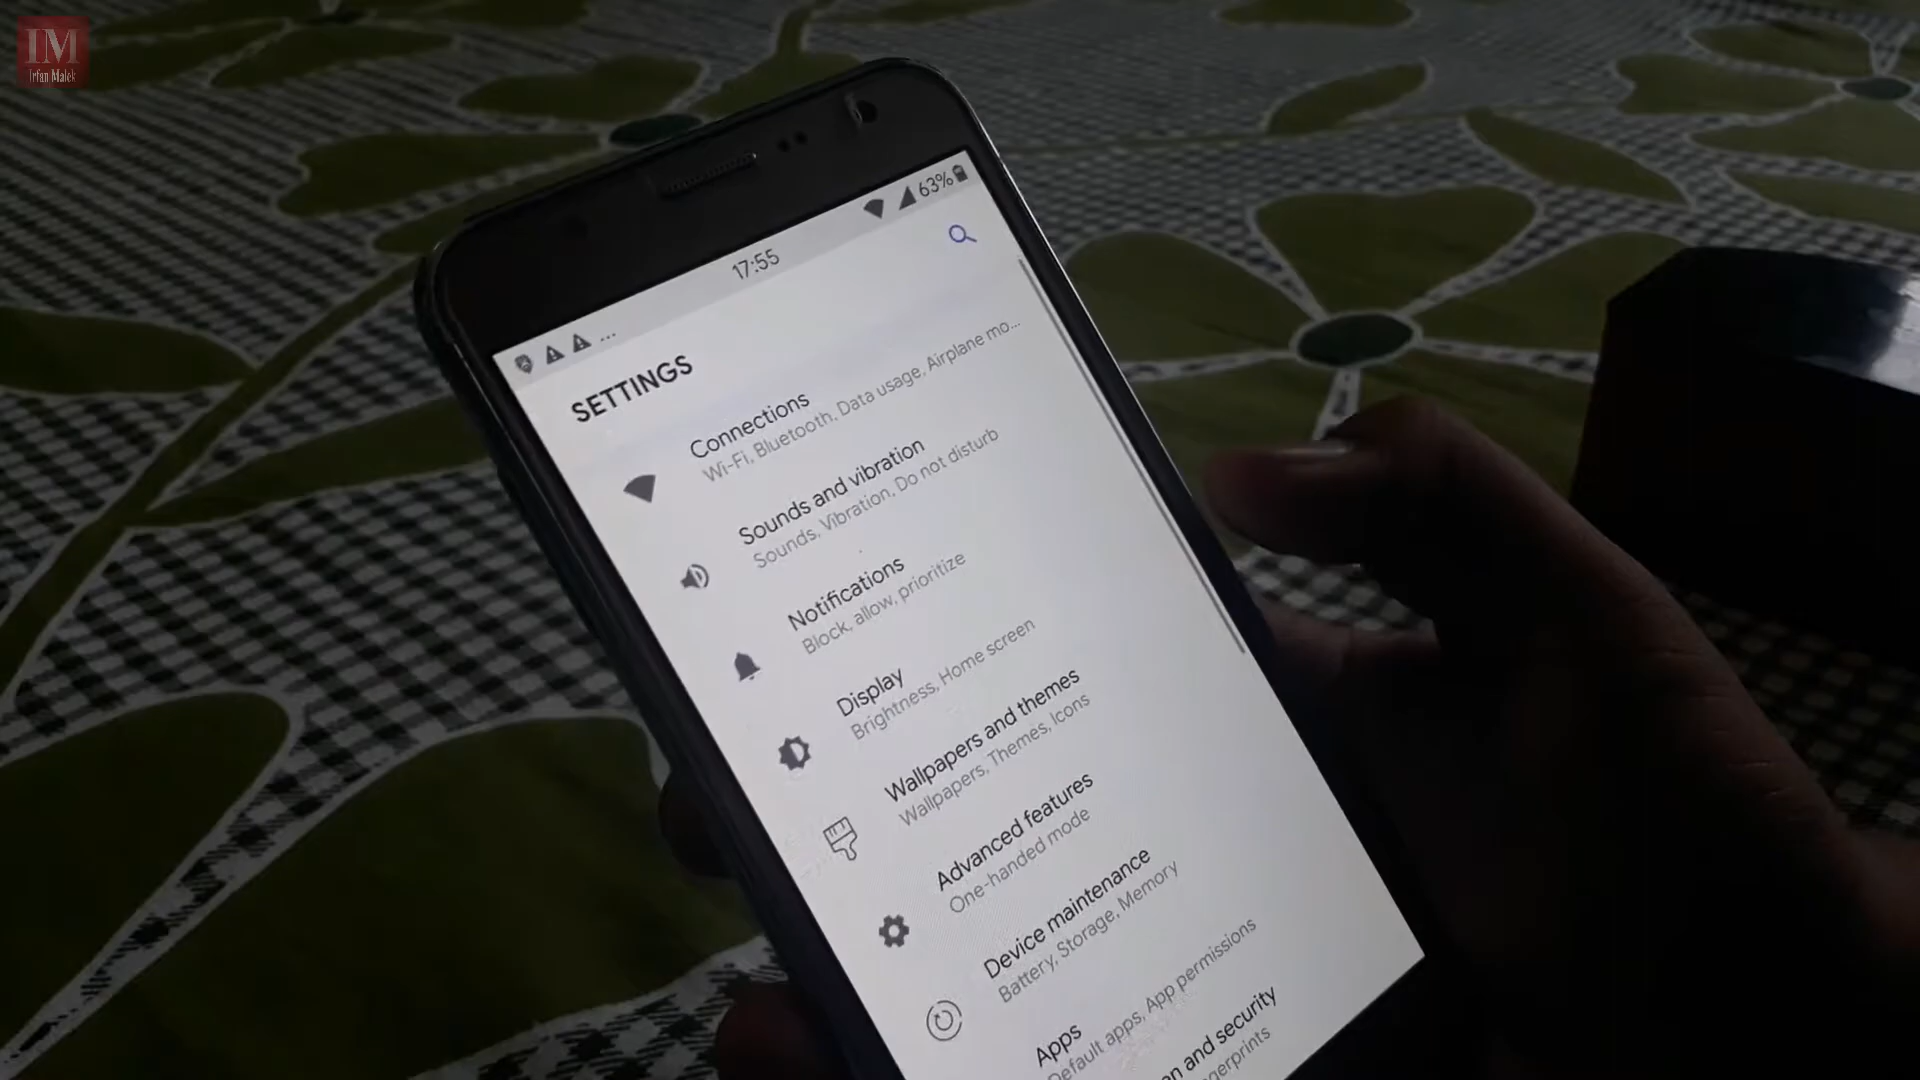 IM
Irfan Malek
63%
17:55
...
SETTINGS
Connections
Wi-Fi, Bluetooth, Data usage, Airplane mo...
Sounds and vibration
Sounds, Vibration, Do not disturb
Notifications
Block, allow, prioritize
Display
Brightness, Home screen
Wallpapers and themes
Wallpapers, Themes, Icons
Advanced features
One-handed mode
Device maintenance
Battery, Storage, Memory
Apps
Default apps, App permissions
and security